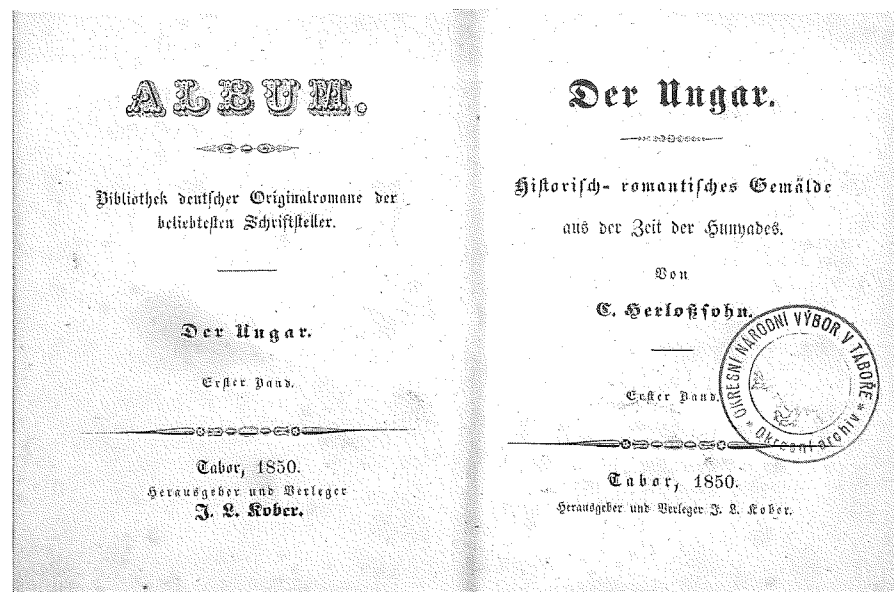 ALBUM.
Bibliothek deutscher Originalromane der
beliebtesten Schriftsteller.
Der Ungar.
Erster Band.
Tabor, 1850.
Herausgeber und Verleger
J. L. Kober.
Der Ungar.
Historisch- romantisches Gemälde
aus der Zeit der Hunyades.
Von
C. Herloßsohn.
Erster Band.
Tabor, 1850.
Herausgeber und Verleger J. L. Kober.
OKRESNÍ NÁRODNÍ VÝBOR V TÁBOŘE
* Okresní archiv *